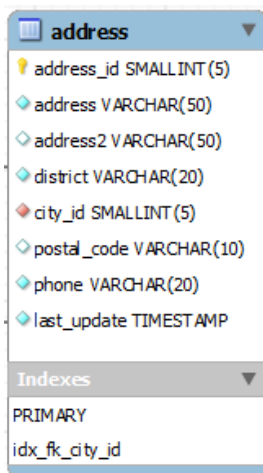 address
address_id SMALLINT(5)
address VARCHAR(50)
address2 VARCHAR(50)
district VARCHAR(20)
city_id SMALLINT(5)
postal_code VARCHAR(10)
phone VARCHAR(20)
last_update TIMESTAMP
Indexes
PRIMARY
idx_fk_city_id